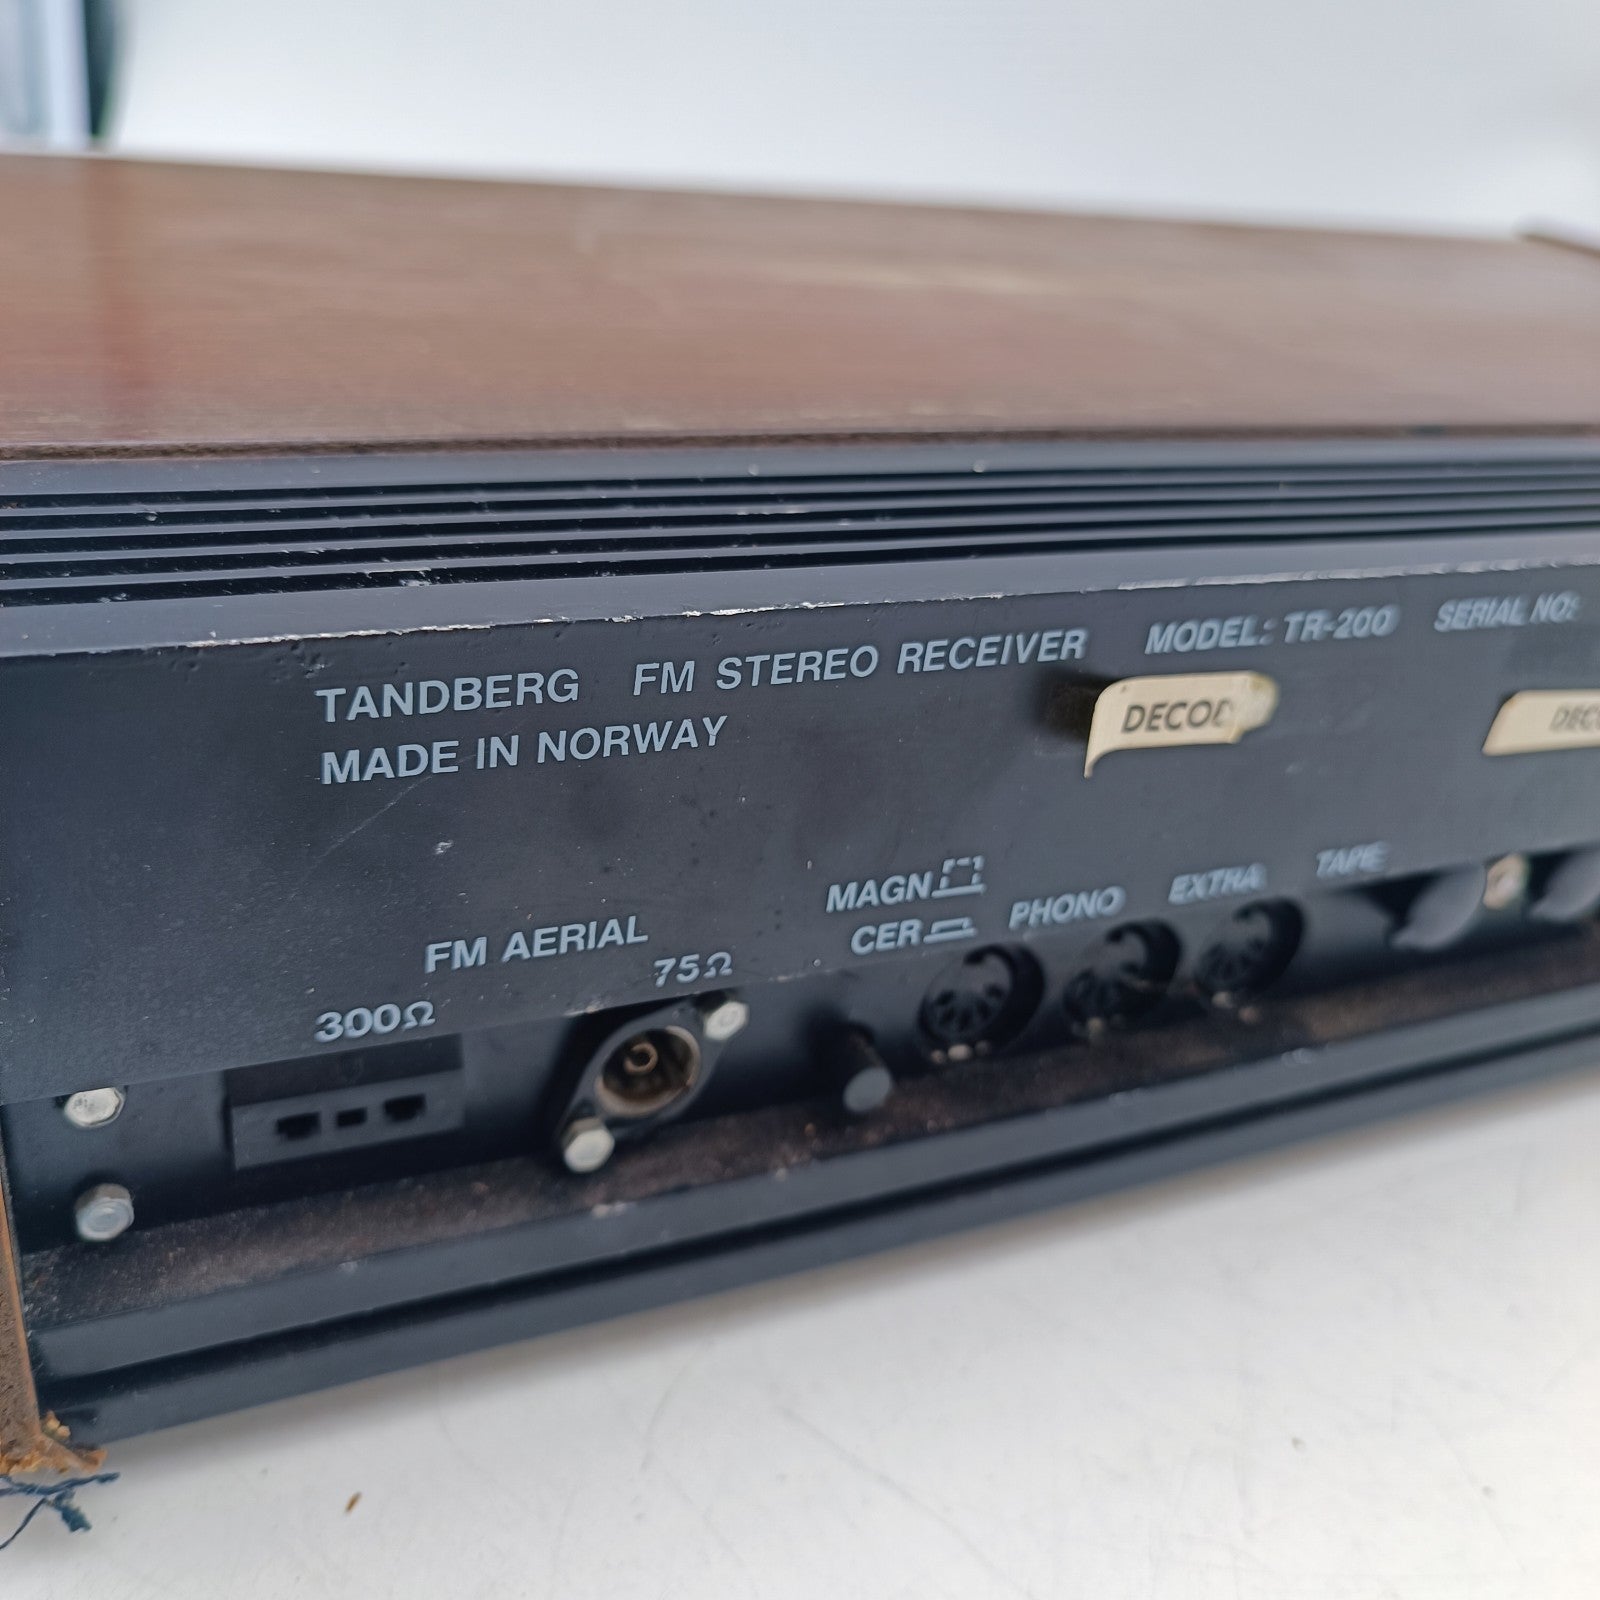 TANDBERG FM STEREO RECEIVER MODEL: TR-200 SERIAL NO:
MADE IN NORWAY
DECOD
DECO
FM AERIAL
300Ω 75Ω
MAGN
CER
PHONO EXTRA TAPE